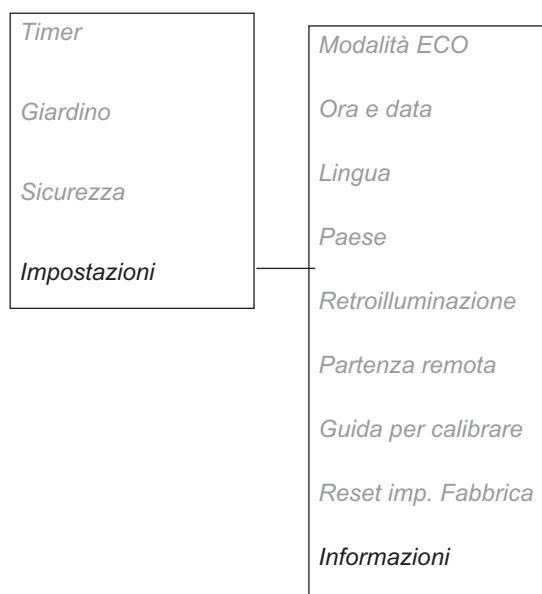 Timer
Giardino
Sicurezza
Impostazioni
Modalità ECO
Ora e data
Lingua
Paese
Retroilluminazione
Partenza remota
Guida per calibrare
Reset imp. Fabbrica
Informazioni